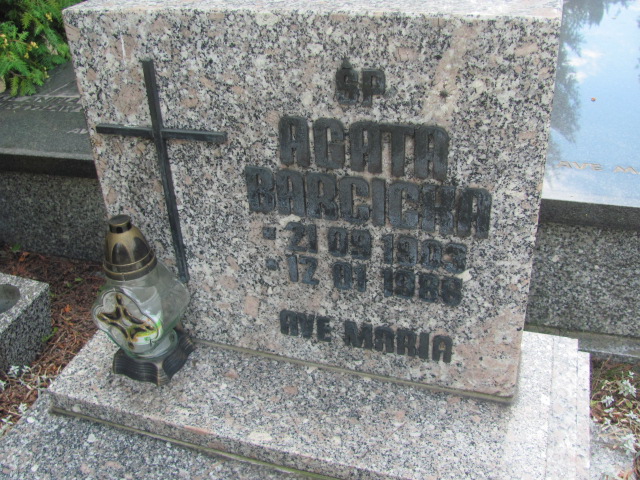 ŚP
AGATA
BARCICKA
* 21 09 1903
+ 12 01 1988
AVE MARIA